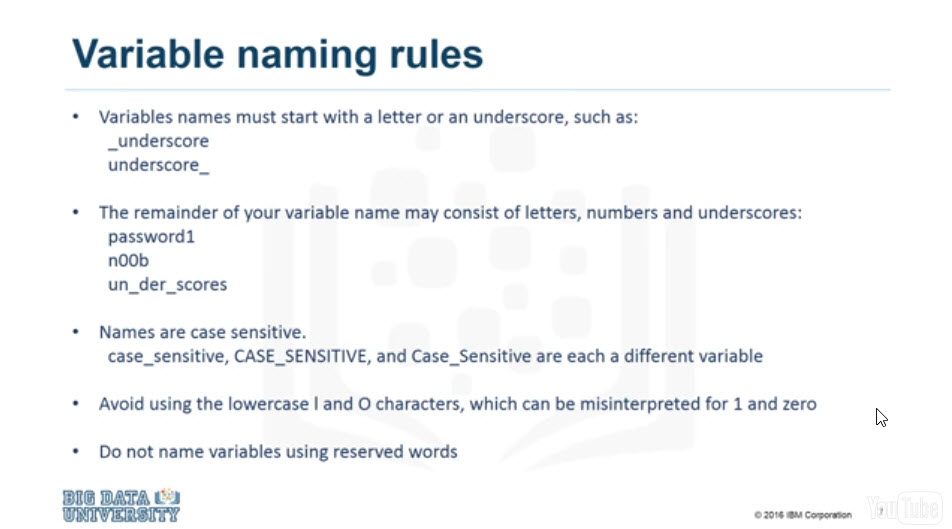 Variable naming rules
• Variables names must start with a letter or an underscore, such as:
_underscore
underscore_
• The remainder of your variable name may consist of letters, numbers and underscores:
password1
n00b
un_der_scores
• Names are case sensitive.
case_sensitive, CASE_SENSITIVE, and Case_Sensitive are each a different variable
• Avoid using the lowercase l and O characters, which can be misinterpreted for 1 and zero
• Do not name variables using reserved words
BIG DATA
UNIVERSITY
© 2016 IBM Corporation
YouTube